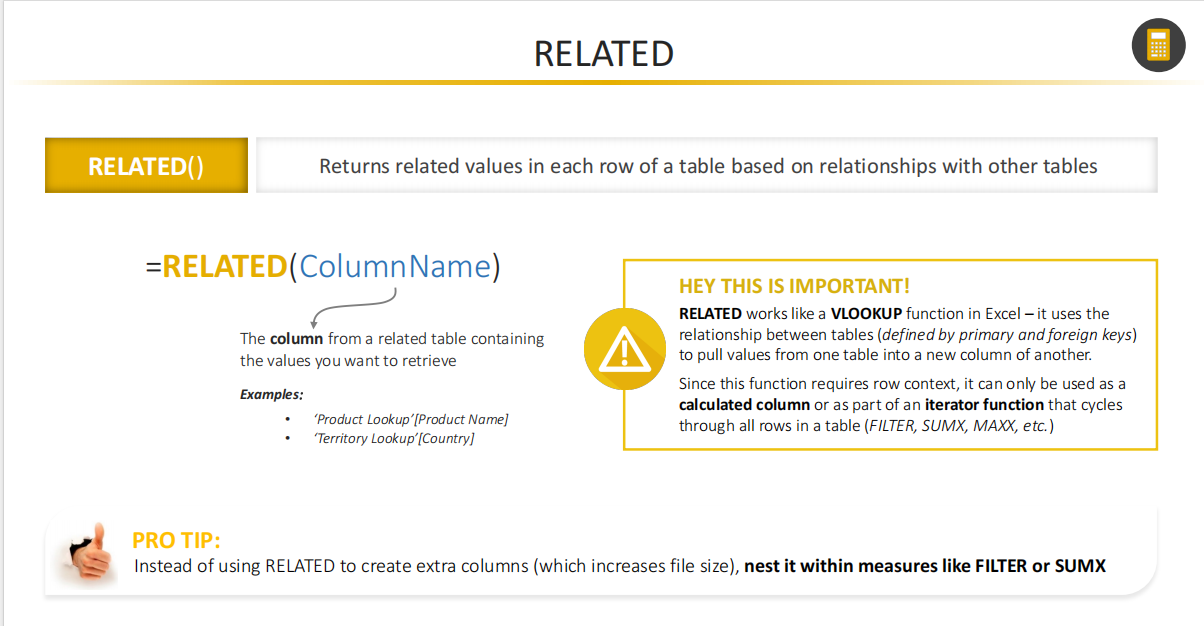 RELATED
RELATED()
Returns related values in each row of a table based on relationships with other tables
=RELATED(ColumnName)
The column from a related table containing
the values you want to retrieve
Examples:
• ‘Product Lookup’[Product Name]
• ‘Territory Lookup’[Country]
HEY THIS IS IMPORTANT!
RELATED works like a VLOOKUP function in Excel – it uses the
relationship between tables (defined by primary and foreign keys)
to pull values from one table into a new column of another.
Since this function requires row context, it can only be used as a
calculated column or as part of an iterator function that cycles
through all rows in a table (FILTER, SUMX, MAXX, etc.)
PRO TIP:
Instead of using RELATED to create extra columns (which increases file size), nest it within measures like FILTER or SUMX